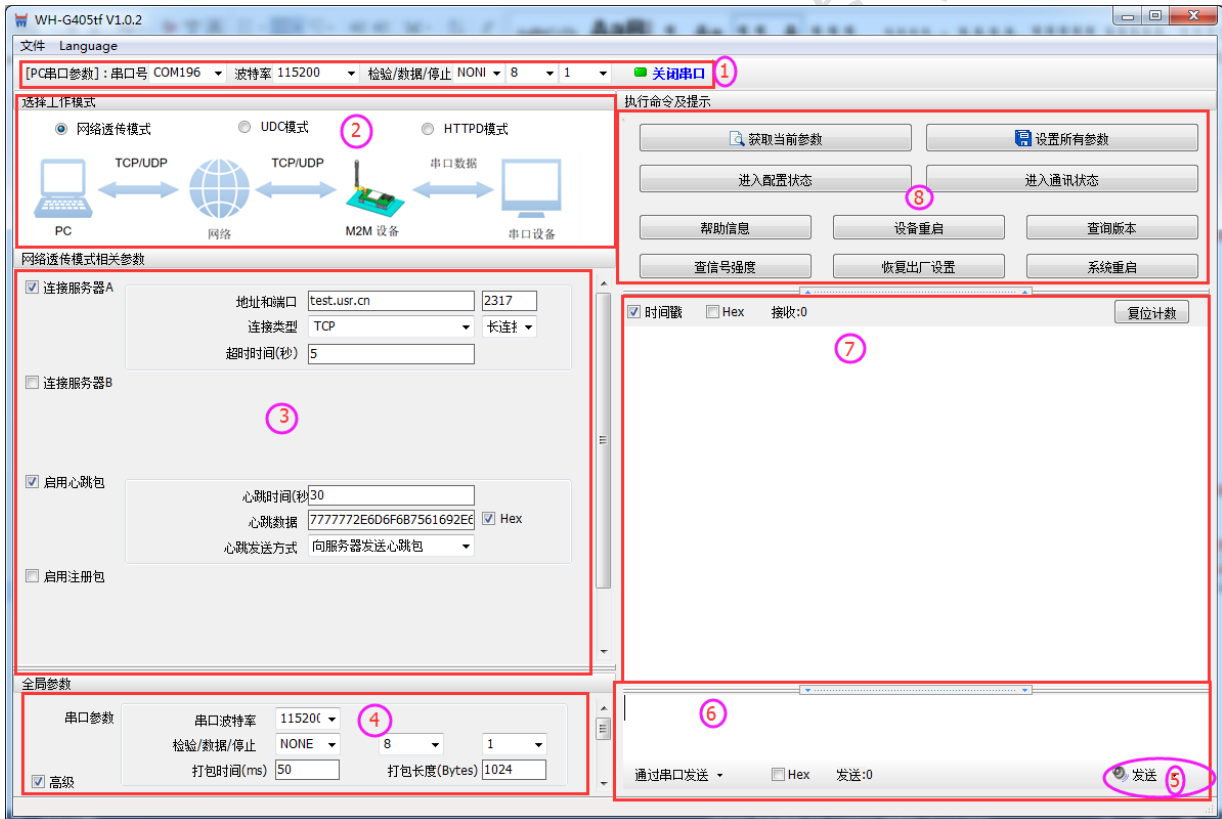 WH-G405tf V1.0.2
文件 Language
[PC串口参数]：串口号 COM196 波特率 115200 检验/数据/停止 NONI 8 1 关闭串口 1
选择工作模式
网络透传模式 UDC模式 HTTPD模式
2
TCP/UDP TCP/UDP 串口数据
PC 网络 M2M 设备 串口设备
网络透传模式相关参数
连接服务器A
地址和端口 test.usr.cn 2317
连接类型 TCP 长连接
超时时间(秒) 5
连接服务器B
3
启用心跳包
心跳时间(秒 30
心跳数据 7777772E6D6F6B7561692E6 Hex
心跳发送方式 向服务器发送心跳包
启用注册包
全局参数
串口参数 串口波特率 11520( 4
检验/数据/停止 NONE 8 1
打包时间(ms) 50 打包长度(Bytes) 1024
高级
执行命令及提示
获取当前参数 设置所有参数
进入配置状态 进入通讯状态
8
帮助信息 设备重启 查询版本
查信号强度 恢复出厂设置 系统重启
时间戳 Hex 接收:0 复位计数
7
6
通过串口发送 Hex 发送:0 发送 5